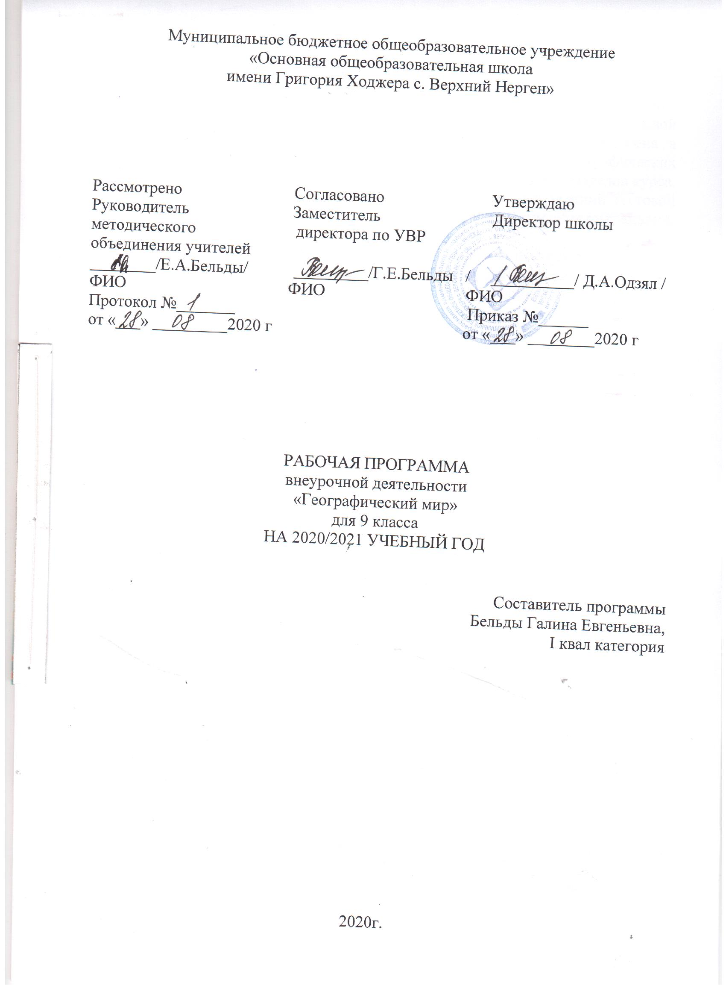 Муниципальное бюджетное общеобразовательное учреждение
«Основная общеобразовательная школа
имени Григория Ходжера с. Верхний Нерген»
Рассмотрено
Руководитель
методического
объединения учителей
________/Е.А.Бельды/
ФИО
Протокол № 1
от «28» 08 2020 г
Согласовано
Заместитель
директора по УВР
_________/Г.Е.Бельды /
ФИО
Утверждаю
Директор школы
__________/ Д.А.Одзял /
ФИО
Приказ №______
от «28» 08 2020 г
РАБОЧАЯ ПРОГРАММА
внеурочной деятельности
«Географический мир»
для 9 класса
НА 2020/2021 УЧЕБНЫЙ ГОД
Составитель программы
Бельды Галина Евгеньевна,
I квал категория
2020г.